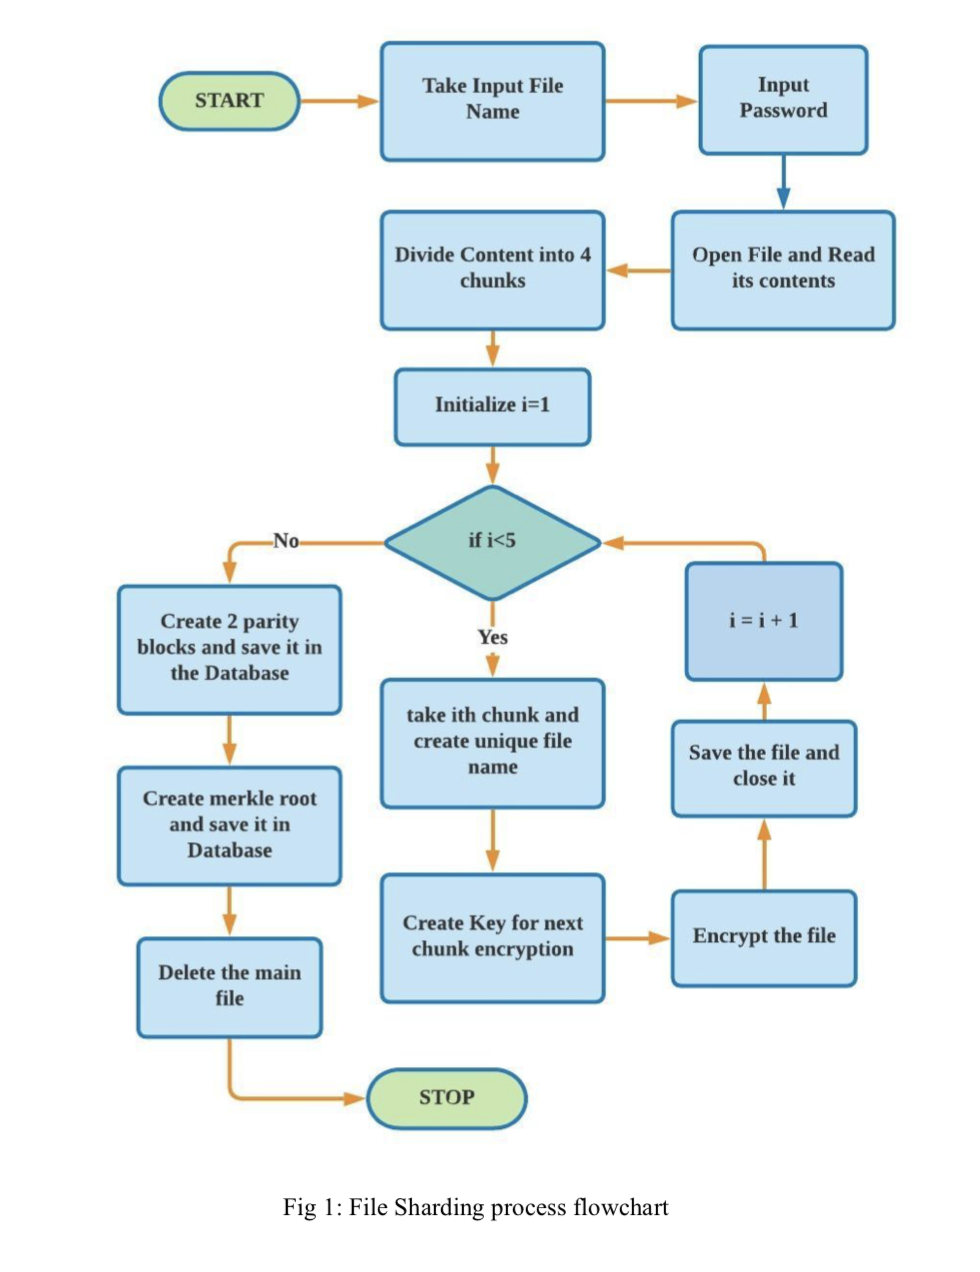 START
Take Input File
Name
Input
Password
Divide Content into 4
chunks
Open File and Read
its contents
Initialize i=1
if i<5
No
Yes
i = i + 1
Create 2 parity
blocks and save it in
the Database
take ith chunk and
create unique file
name
Save the file and
close it
Create merkle root
and save it in
Database
Create Key for next
chunk encryption
Encrypt the file
Delete the main
file
STOP
Fig 1: File Sharding process flowchart